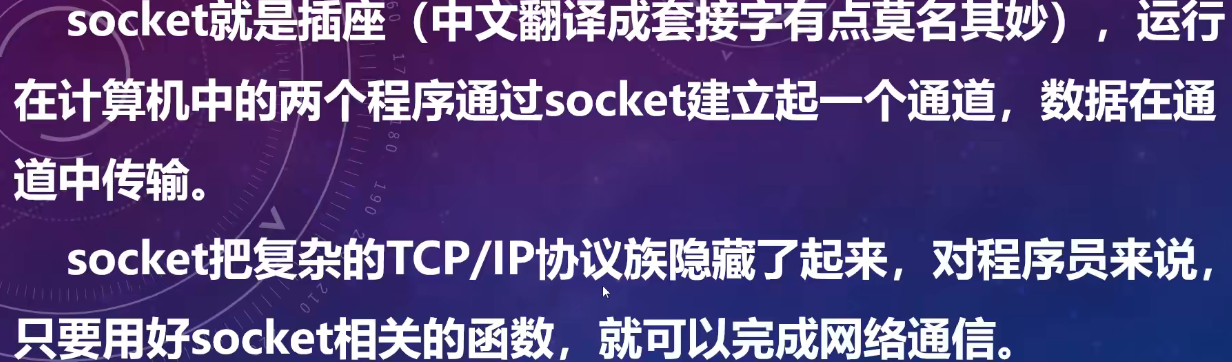 socket就是插座（中文翻译成套接字有点莫名其妙），运行
在计算机中的两个程序通过socket建立起一个通道，数据在通
道中传输。
socket把复杂的TCP/IP协议族隐藏了起来，对程序员来说，
只要用好socket相关的函数，就可以完成网络通信。
160
170
180
190
210